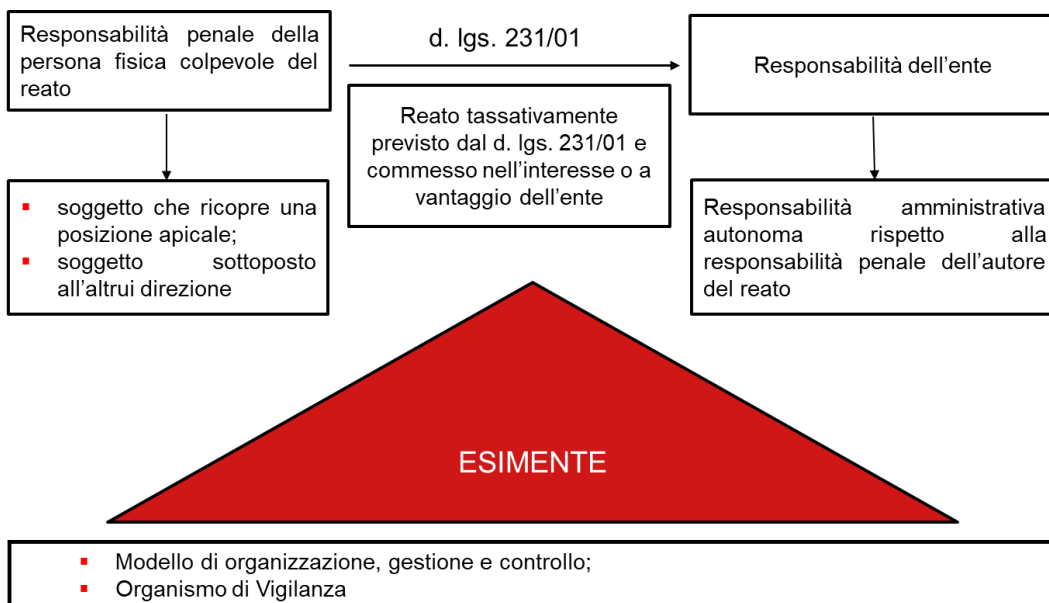 Responsabilità penale della
persona fisica colpevole del
reato
d. lgs. 231/01
Responsabilità dell'ente
Reato tassativamente
previsto dal d. lgs. 231/01 e
commesso nell'interesse o a
vantaggio dell'ente
▪ soggetto che ricopre una
posizione apicale;
▪ soggetto sottoposto
all'altrui direzione
Responsabilità amministrativa
autonoma rispetto alla
responsabilità penale dell'autore
del reato
ESIMENTE
▪ Modello di organizzazione, gestione e controllo;
▪ Organismo di Vigilanza